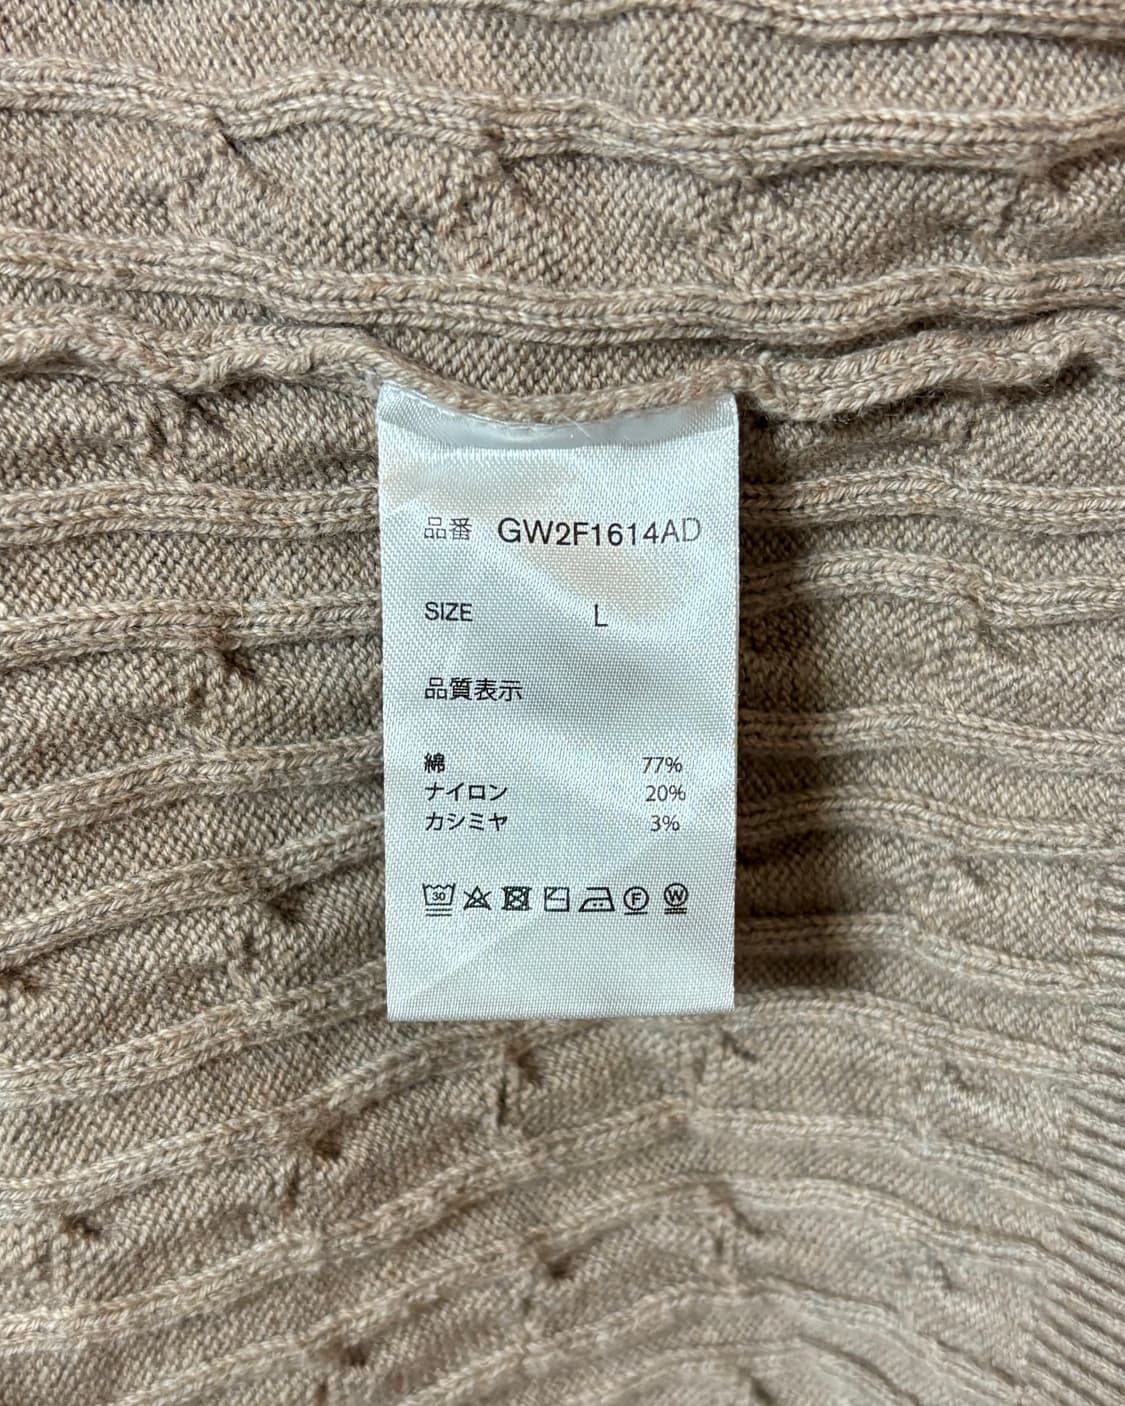 品番 GW2F1614AD
SIZE L
品質表示
綿 77%
ナイロン 20%
カシミヤ 3%
30 F W